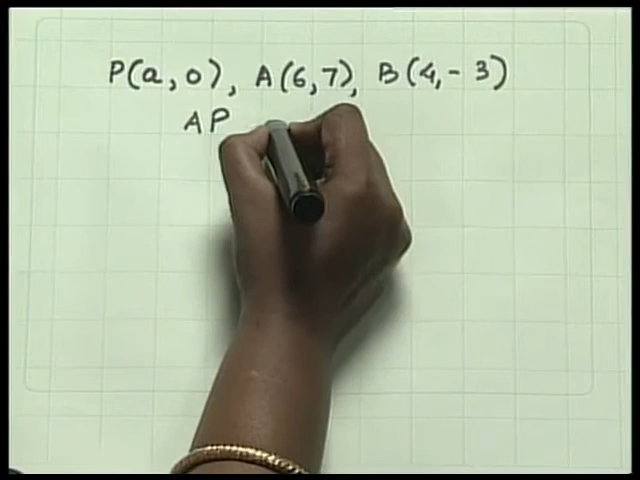 P(a, 0), A(6, 7), B(4, - 3)
AP